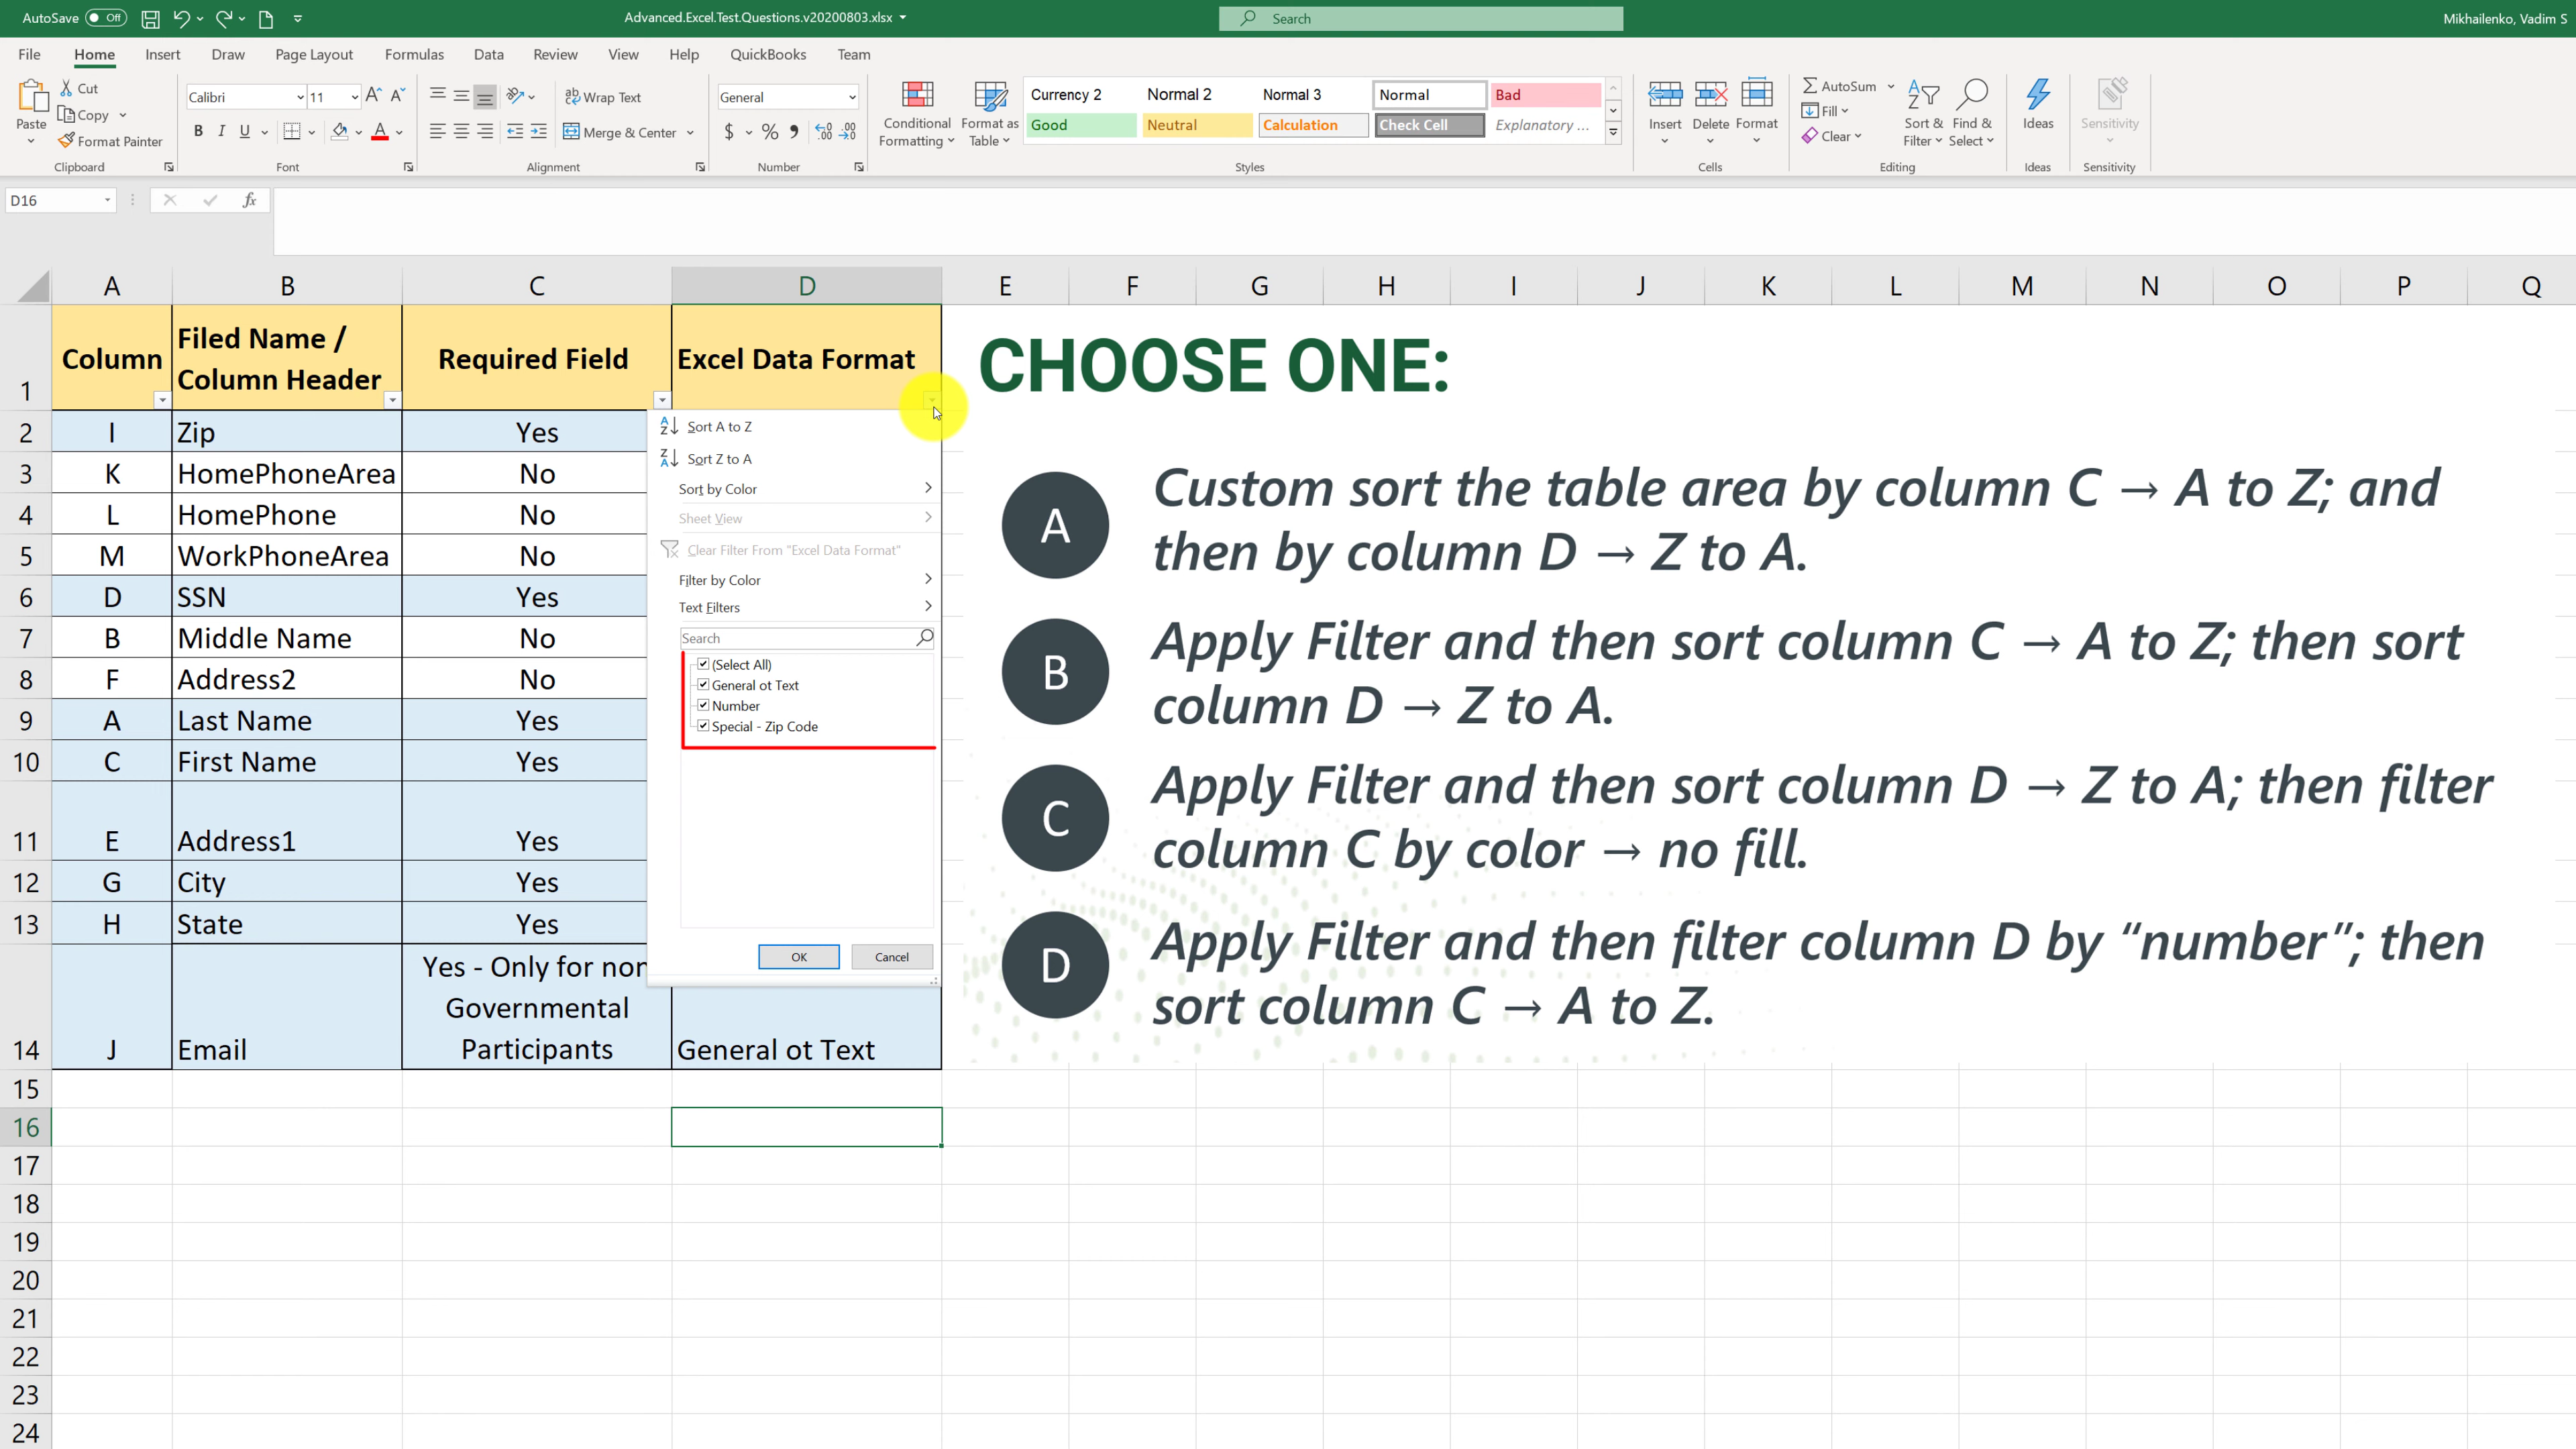 AutoSave Off
Advanced.Excel.Test.Questions.v20200803.xlsx
Search
Mikhailenko, Vadim S
File Home Insert Draw Page Layout Formulas Data Review View Help QuickBooks Team
Paste
Cut
Copy
Format Painter
Clipboard
Calibri 11
B I U
Font
Wrap Text
Merge & Center
Alignment
General
$ % ,
Number
Conditional Formatting
Format as Table
Currency 2 Normal 2 Normal 3 Normal Bad
Good Neutral Calculation Check Cell Explanatory ...
Styles
Insert Delete Format
Cells
AutoSum
Fill
Clear
Sort & Filter
Find & Select
Editing
Ideas
Ideas
Sensitivity
Sensitivity
D16
fx
A B C D E F G H I J K L M N O P Q
1 Column Filed Name / Column Header Required Field Excel Data Format
2 I Zip Yes
3 K HomePhoneArea No
4 L HomePhone No
5 M WorkPhoneArea No
6 D SSN Yes
7 B Middle Name No
8 F Address2 No
9 A Last Name Yes
10 C First Name Yes
11 E Address1 Yes
12 G City Yes
13 H State Yes
14 J Email Yes - Only for non Governmental Participants General ot Text
15
16
17
18
19
20
21
22
23
24
Sort A to Z
Sort Z to A
Sort by Color
Sheet View
Clear Filter From "Excel Data Format"
Filter by Color
Text Filters
Search
(Select All)
General ot Text
Number
Special - Zip Code
OK Cancel
CHOOSE ONE:
A Custom sort the table area by column C → A to Z; and
then by column D → Z to A.
B Apply Filter and then sort column C → A to Z; then sort
column D → Z to A.
C Apply Filter and then sort column D → Z to A; then filter
column C by color → no fill.
D Apply Filter and then filter column D by “number”; then
sort column C → A to Z.